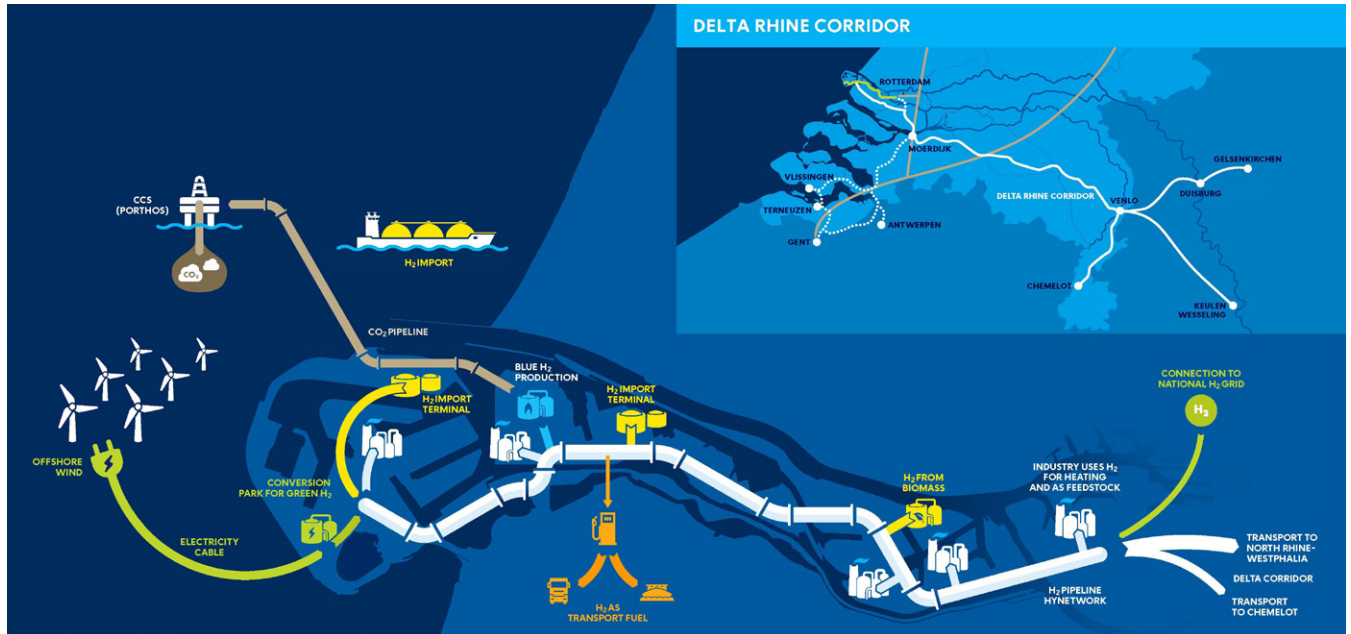 DELTA RHINE CORRIDOR
ROTTERDAM
MOERDIJK
GELSENKIRCHEN
VLISSINGEN
DUISBURG
DELTA RHINE CORRIDOR
VENLO
TERNEUZEN
ANTWERPEN
GENT
CHEMELOT
KEULEN
WESSELING
CCS
(PORTHOS)
CO₂
H₂ IMPORT
CO₂ PIPELINE
BLUE H₂
PRODUCTION
H₂ IMPORT
TERMINAL
H₂ IMPORT
TERMINAL
CONNECTION TO
NATIONAL H₂ GRID
H₂
OFFSHORE
WIND
CONVERSION
PARK FOR GREEN H₂
H₂ FROM
BIOMASS
INDUSTRY USES H₂
FOR HEATING
AND AS FEEDSTOCK
ELECTRICITY
CABLE
TRANSPORT TO
NORTH RHINE-
WESTPHALIA
DELTA CORRIDOR
H₂ PIPELINE
HYNETWORK
TRANSPORT
TO CHEMELOT
H₂ AS
TRANSPORT FUEL